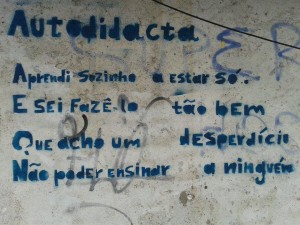 Autodidacta
Aprendi sozinho a estar só.
E sei fazê-lo tão bem
Que acho um desperdício
Não poder ensinar a ninguém